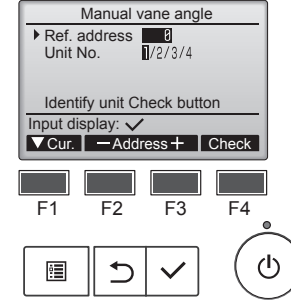 Manual vane angle
Ref. address 0
Unit No. 1/2/3/4
Identify unit Check button
Input display: ✓
▼Cur. −Address+ Check
F1 F2 F3 F4